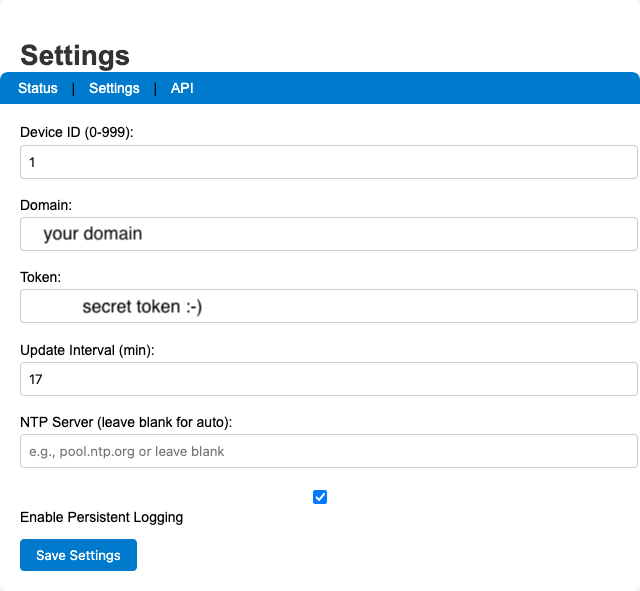 Settings
Status | Settings | API
Device ID (0-999):
1
Domain:
your domain
Token:
secret token :-)
Update Interval (min):
17
NTP Server (leave blank for auto):
e.g., pool.ntp.org or leave blank
Enable Persistent Logging
Save Settings